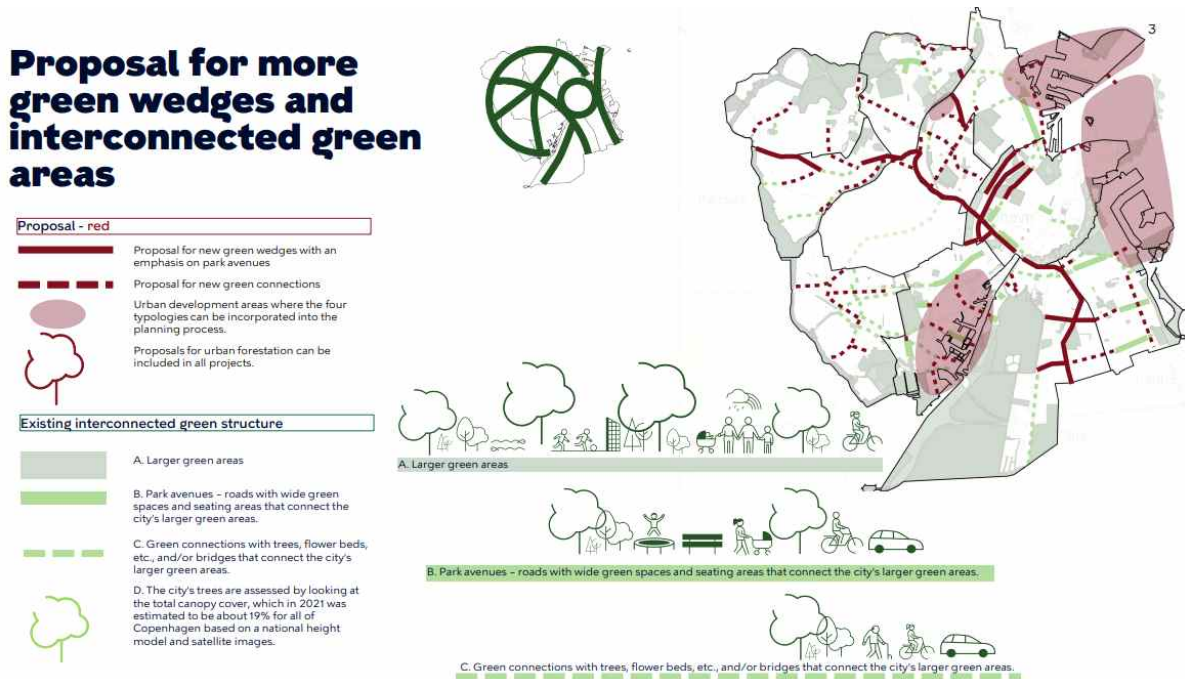 Proposal for more
green wedges and
interconnected green
areas
3
Proposal - red
Proposal for new green wedges with an
emphasis on park avenues
Proposal for new green connections
Urban development areas where the four
typologies can be incorporated into the
planning process.
Proposals for urban forestation can be
included in all projects.
Existing interconnected green structure
A. Larger green areas
B. Park avenues – roads with wide green
spaces and seating areas that connect the
city's larger green areas.
C. Green connections with trees, flower beds,
etc., and/or bridges that connect the city's
larger green areas.
D. The city's trees are assessed by looking at
the total canopy cover, which in 2021 was
estimated to be about 19% for all of
Copenhagen based on a national height
model and satellite images.
A. Larger green areas
B. Park avenues – roads with wide green spaces and seating areas that connect the city's larger green areas.
C. Green connections with trees, flower beds, etc., and/or bridges that connect the city's larger green areas.